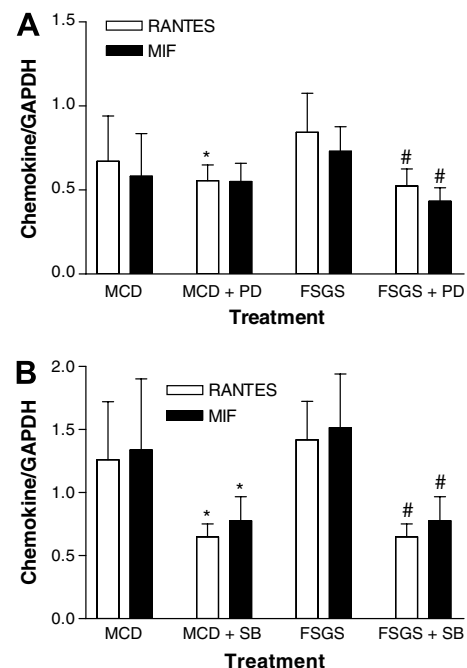 A
1.5
RANTES
MIF
1.0
Chemokine/GAPDH
*
#
#
0.5
0.0
MCD
MCD + PD
FSGS
FSGS + PD
Treatment
B
2.0
RANTES
MIF
1.5
Chemokine/GAPDH
1.0
*
*
#
#
0.5
0.0
MCD
MCD + SB
FSGS
FSGS + SB
Treatment